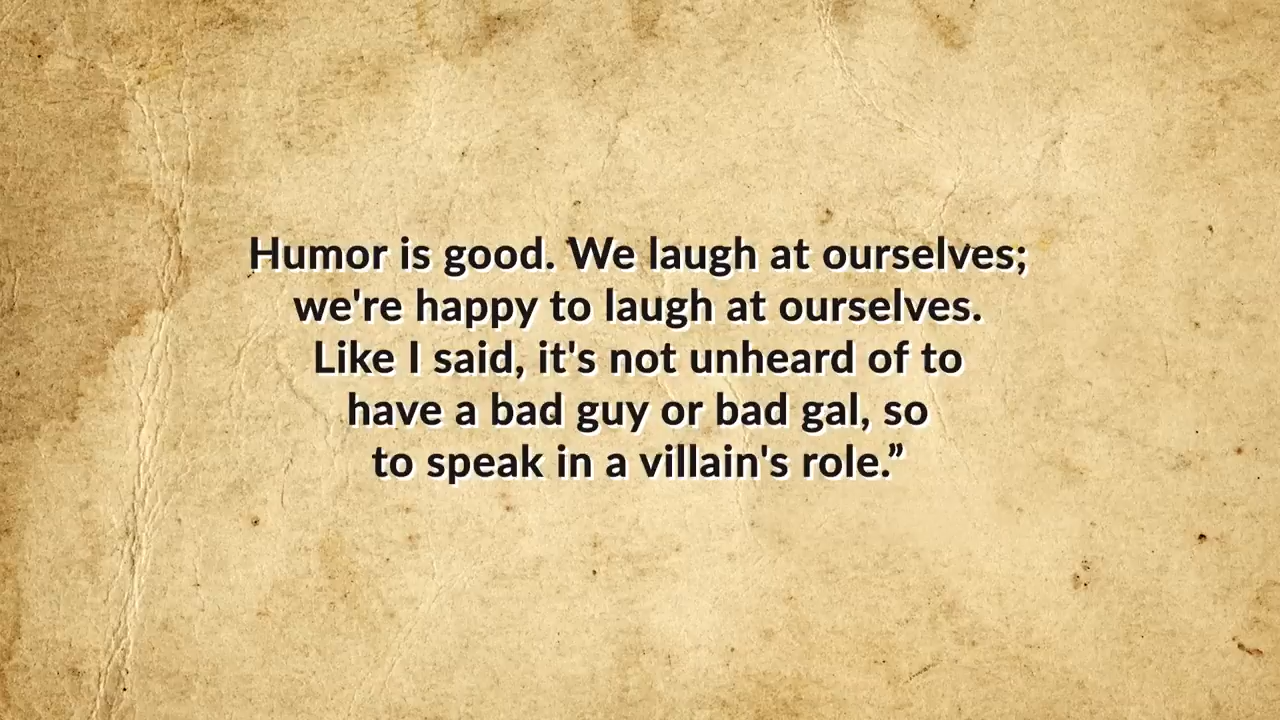 Humor is good. We laugh at ourselves;
we're happy to laugh at ourselves.
Like I said, it's not unheard of to
have a bad guy or bad gal, so
to speak in a villain's role.”